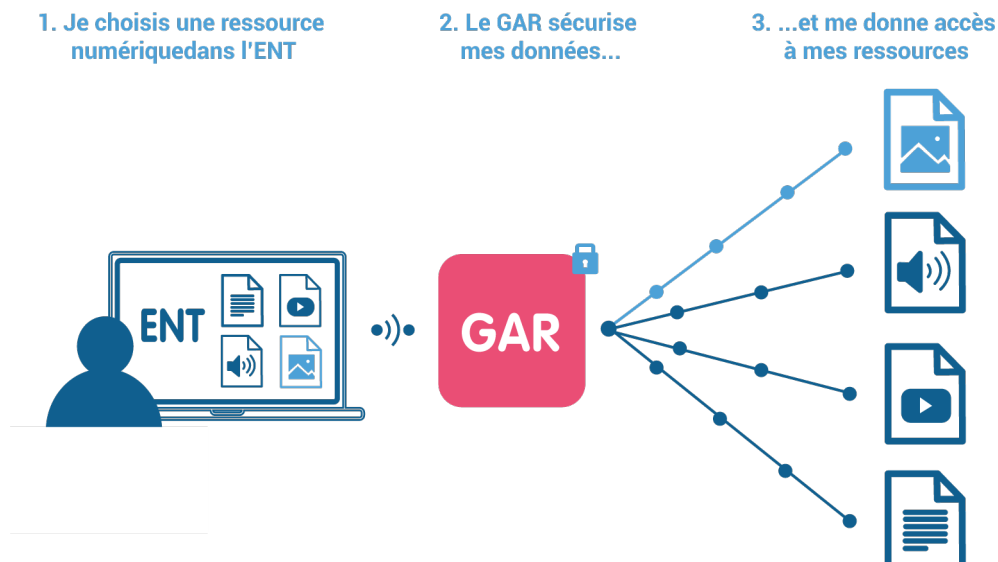 1. Je choisis une ressource
numériquedans l'ENT
2. Le GAR sécurise
mes données...
3. ...et me donne accès
à mes ressources
ENT
GAR